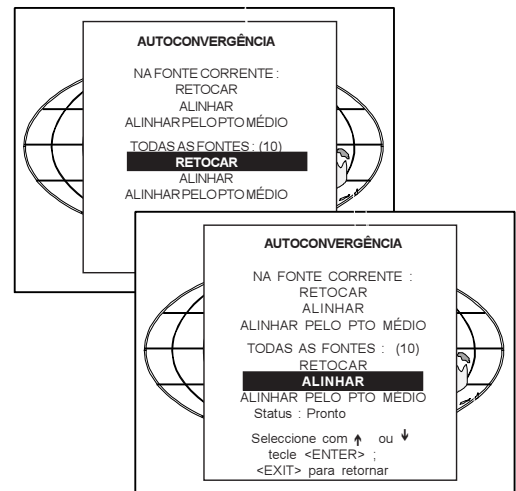 AUTOCONVERGÊNCIA
NA FONTE CORRENTE :
RETOCAR
ALINHAR
ALINHAR PELO PTO MÉDIO
TODAS AS FONTES : (10)
RETOCAR
ALINHAR
ALINHAR PELO PTO MÉDIO
AUTOCONVERGÊNCIA
NA FONTE CORRENTE :
RETOCAR
ALINHAR
ALINHAR PELO PTO MÉDIO
TODAS AS FONTES : (10)
RETOCAR
ALINHAR
ALINHAR PELO PTO MÉDIO
Status : Pronto
Seleccione com ↑ ou ↓
tecle <ENTER> ;
<EXIT> para retornar